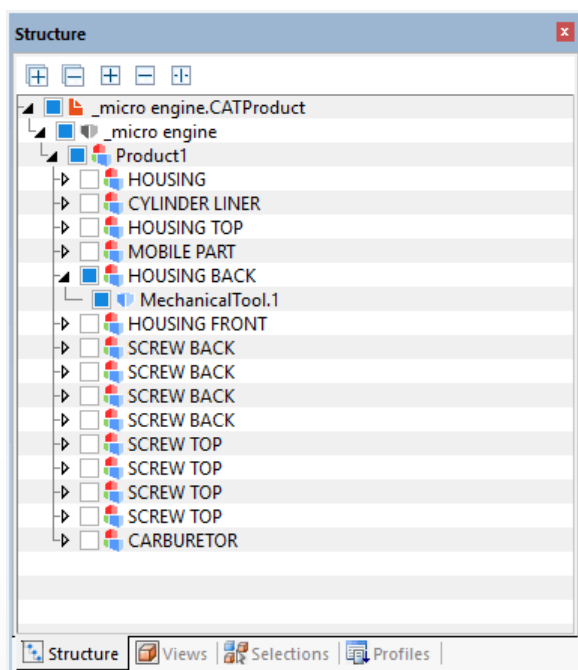 Structure
_micro engine.CATProduct
_micro engine
Product1
HOUSING
CYLINDER LINER
HOUSING TOP
MOBILE PART
HOUSING BACK
MechanicalTool.1
HOUSING FRONT
SCREW BACK
SCREW BACK
SCREW BACK
SCREW BACK
SCREW TOP
SCREW TOP
SCREW TOP
SCREW TOP
CARBURETOR
Structure Views Selections Profiles